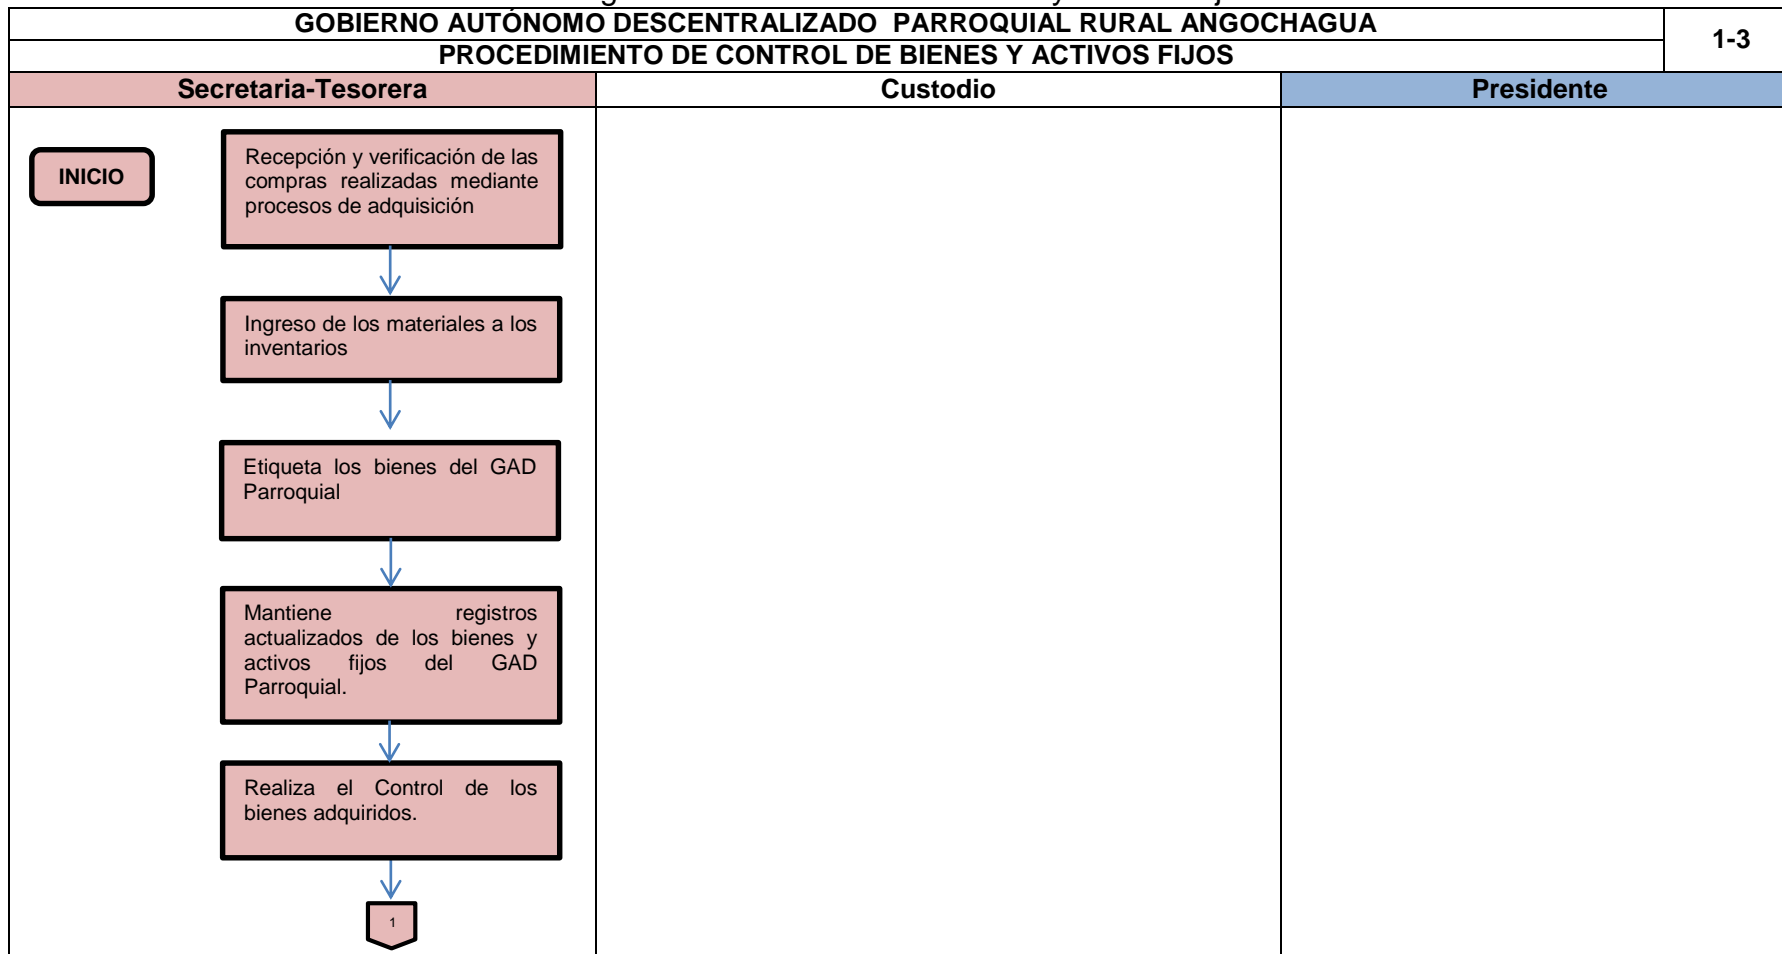 GOBIERNO AUTÓNOMO DESCENTRALIZADO PARROQUIAL RURAL ANGOCHAGUA
1-3
PROCEDIMIENTO DE CONTROL DE BIENES Y ACTIVOS FIJOS
Secretaria-Tesorera
Custodio
Presidente
INICIO
Recepción y verificación de las
compras realizadas mediante
procesos de adquisición
Ingreso de los materiales a los
inventarios
Etiqueta los bienes del GAD
Parroquial
Mantiene registros
actualizados de los bienes y
activos fijos del GAD
Parroquial.
Realiza el Control de los
bienes adquiridos.
1